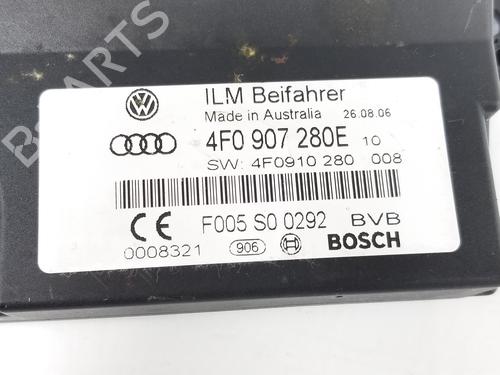 B-PARTS
ILM Beifahrer
Made in Australia 26.08.06
4F0 907 280E 10
SW: 4F0910 280 008
F005 S0 0292 BVB
0008321 906 BOSCH